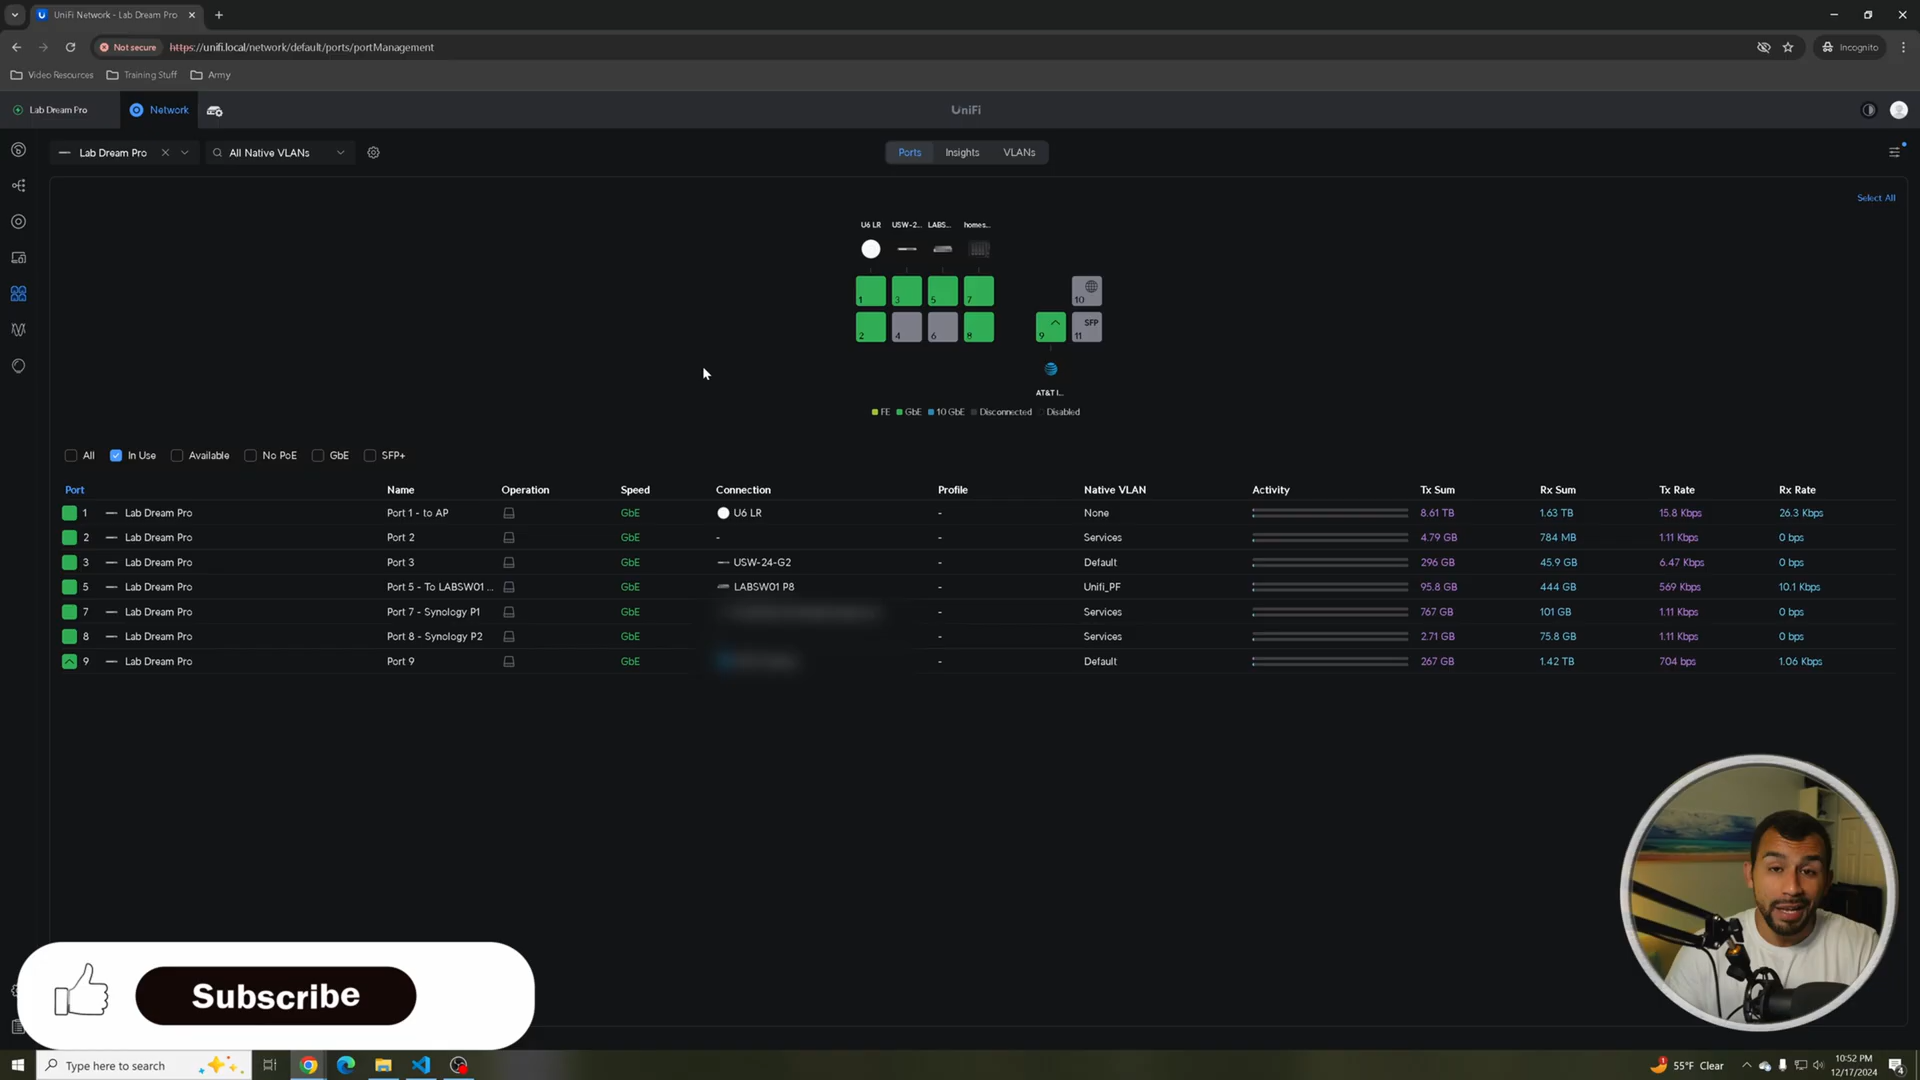 UniFi Network - Lab Dream Pro
Not secure https://unifi.local/network/default/ports/portManagement Incognito
Video Resources Training Stuff Army
Lab Dream Pro Network UniFi
Lab Dream Pro All Native VLANs Ports Insights VLANs
Select All
U6 LR USW-2... LABS... homes...
1 3 5 7 10
2 4 6 8 9 SFP 11
AT&T I...
FE GbE 10 GbE Disconnected Disabled
All In Use Available No PoE GbE SFP+
Port Name Operation Speed Connection Profile Native VLAN Activity Tx Sum Rx Sum Tx Rate Rx Rate
1 Lab Dream Pro Port 1 - to AP GbE U6 LR - None 8.61 TB 1.63 TB 15.8 Kbps 26.3 Kbps
2 Lab Dream Pro Port 2 GbE - - Services 4.79 GB 784 MB 1.11 Kbps 0 bps
3 Lab Dream Pro Port 3 GbE USW-24-G2 - Default 296 GB 45.9 GB 6.47 Kbps 0 bps
5 Lab Dream Pro Port 5 - To LABSW01 ... GbE LABSW01 P8 - Unifi_PF 95.8 GB 444 GB 569 Kbps 10.1 Kbps
7 Lab Dream Pro Port 7 - Synology P1 GbE - Services 767 GB 101 GB 1.11 Kbps 0 bps
8 Lab Dream Pro Port 8 - Synology P2 GbE - Services 2.71 GB 75.8 GB 1.11 Kbps 0 bps
9 Lab Dream Pro Port 9 GbE - Default 267 GB 1.42 TB 704 bps 1.06 Kbps
Subscribe
Type here to search 1 55°F Clear 10:52 PM
12/17/2024 4